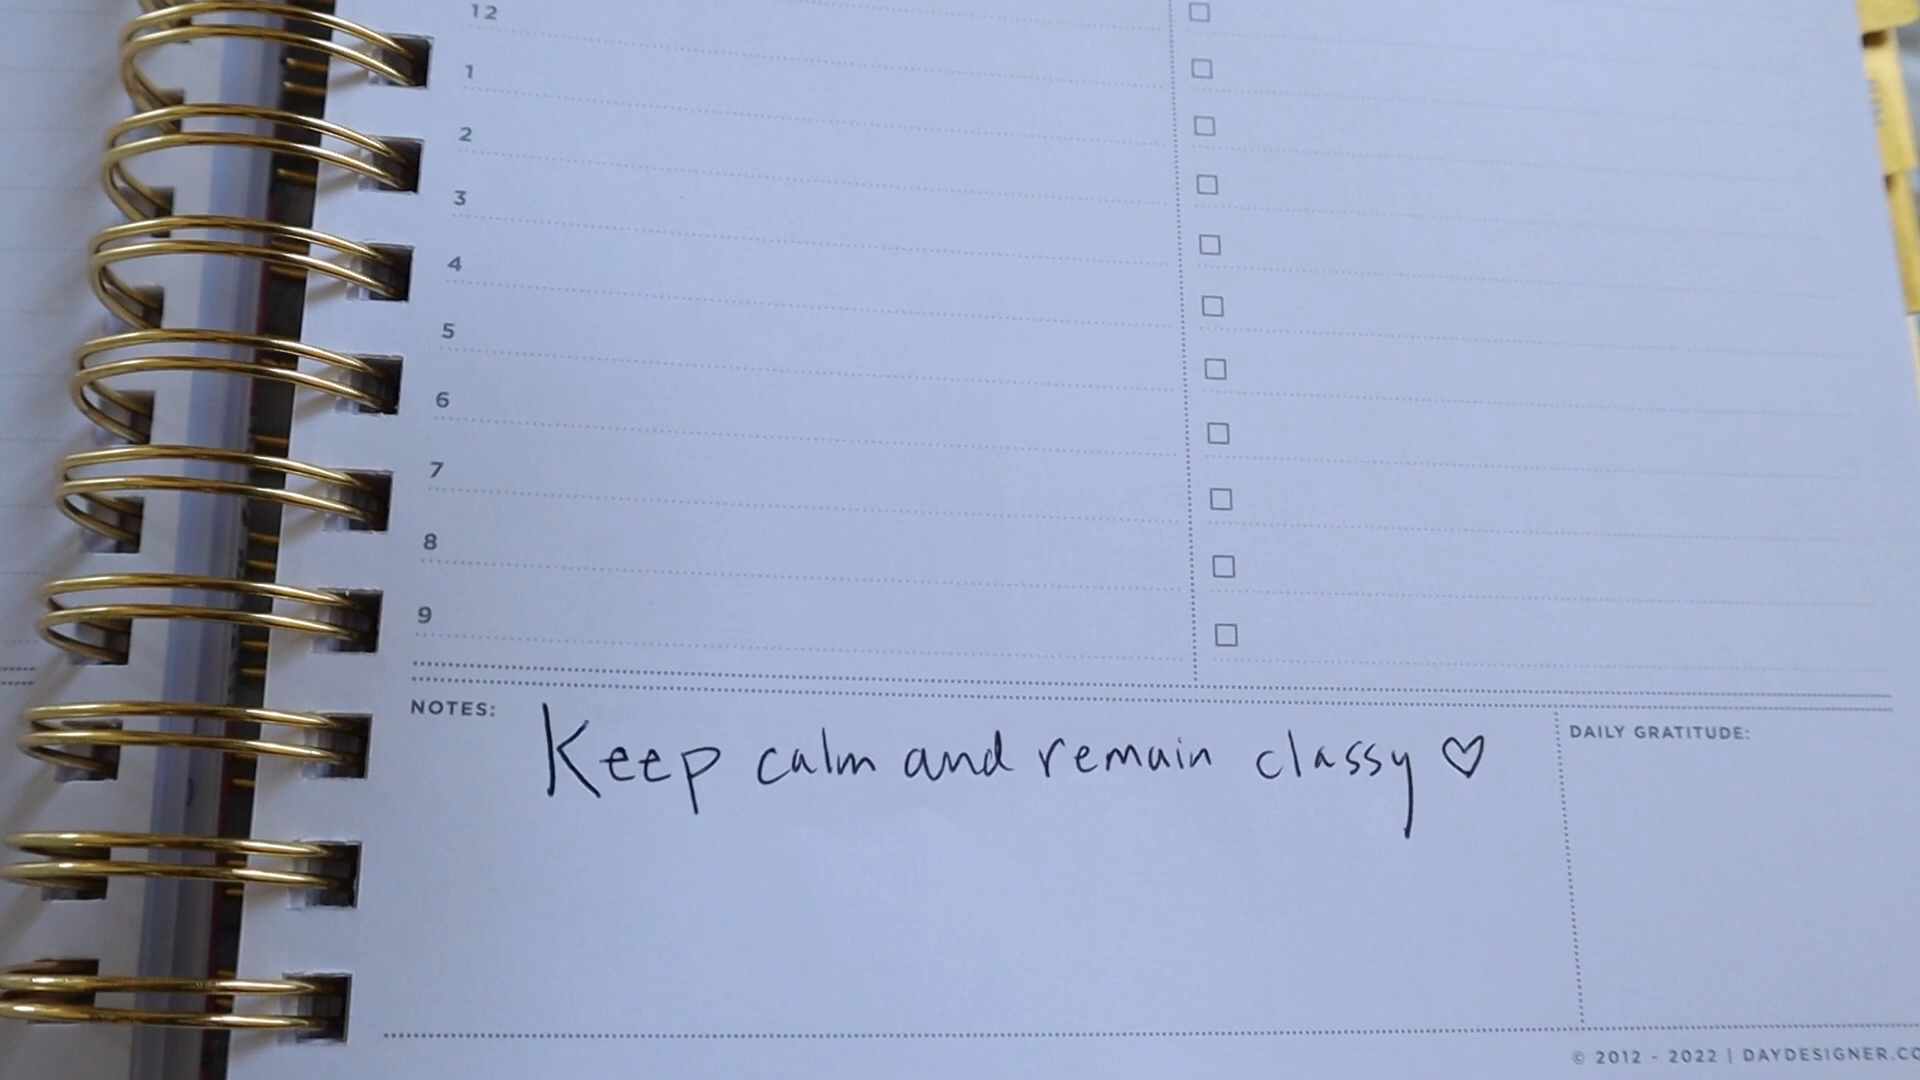 12
1
2
3
4
5
6
7
8
9
NOTES:
Keep calm and remain classy ♡
DAILY GRATITUDE:
© 2012 - 2022 | DAYDESIGNER.CO